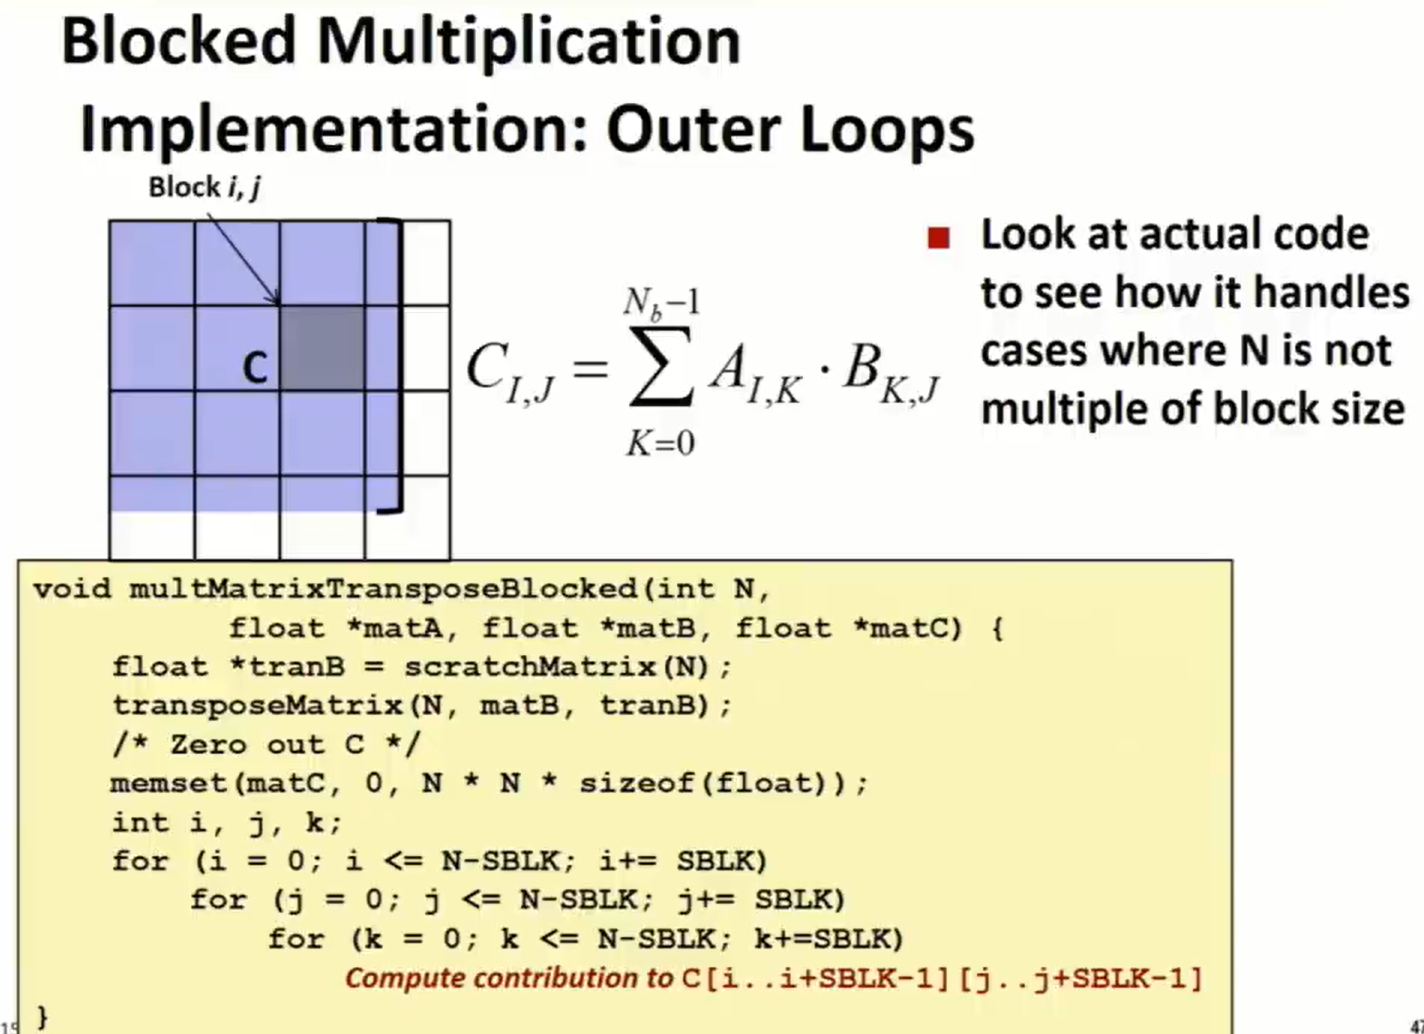 Blocked Multiplication
Implementation: Outer Loops
Block i, j
C
C_{I,J} = \sum_{K=0}^{N_b-1} A_{I,K} \cdot B_{K,J}
■ Look at actual code
to see how it handles
cases where N is not
multiple of block size
void multMatrixTransposeBlocked(int N,
float *matA, float *matB, float *matC) {
float *tranB = scratchMatrix(N);
transposeMatrix(N, matB, tranB);
/* Zero out C */
memset(matC, 0, N * N * sizeof(float));
int i, j, k;
for (i = 0; i <= N-SBLK; i+= SBLK)
for (j = 0; j <= N-SBLK; j+= SBLK)
for (k = 0; k <= N-SBLK; k+=SBLK)
Compute contribution to C[i..i+SBLK-1][j..j+SBLK-1]
}